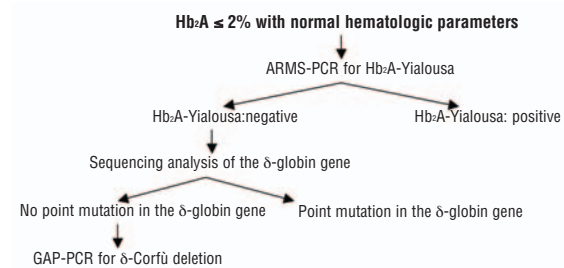 Hb₂A ≤ 2% with normal hematologic parameters
ARMS-PCR for Hb₂A-Yialousa
Hb₂A-Yialousa:negative
Hb₂A-Yialousa: positive
Sequencing analysis of the δ-globin gene
No point mutation in the δ-globin gene
Point mutation in the δ-globin gene
GAP-PCR for δ-Corfù deletion